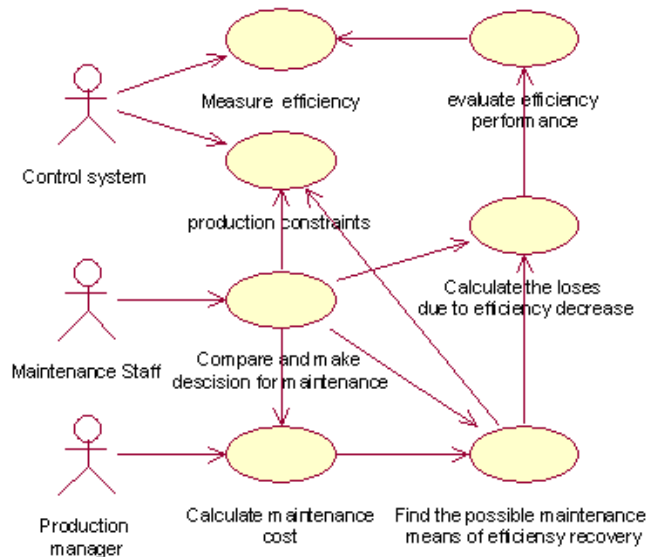 Measure efficiency
evaluate efficiency
performance
Control system
production constraints
Calculate the loses
due to efficiency decrease
Maintenance Staff
Compare and make
descision for maintenance
Production
manager
Calculate maintenance
cost
Find the possible maintenance
means of efficiensy recovery